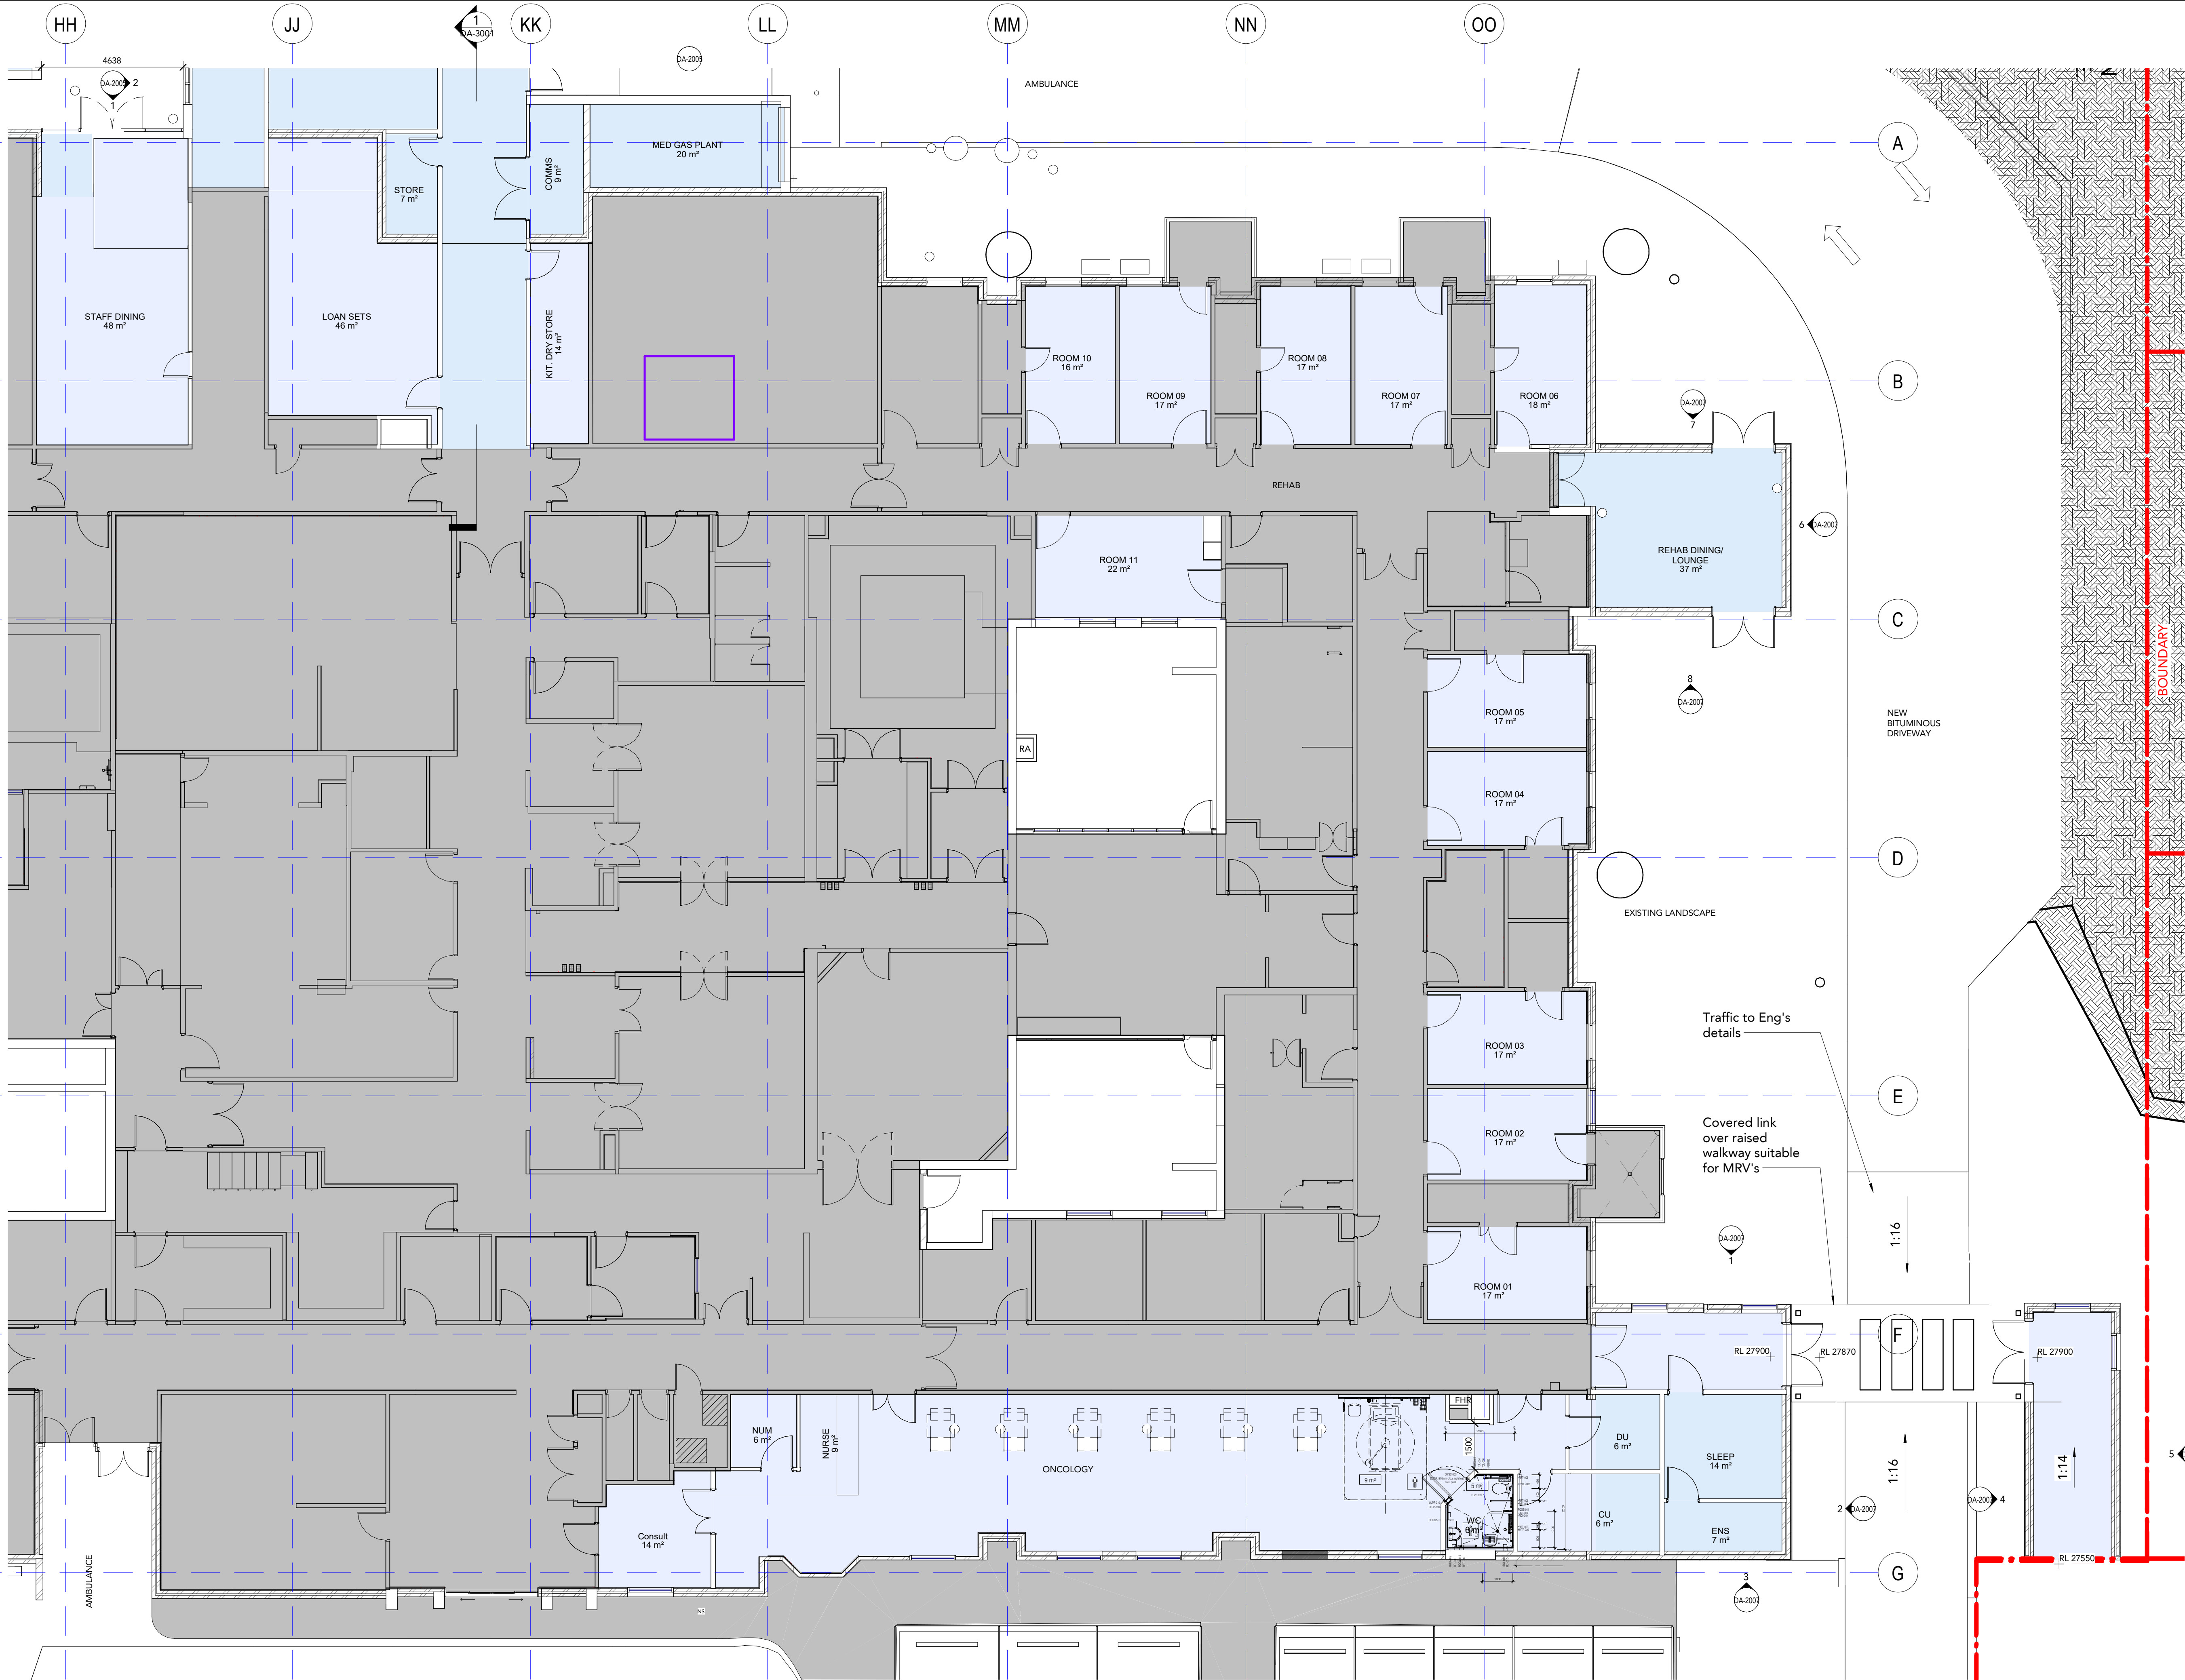 HH
JJ
KK
LL
MM
NN
OO
1
DA-3001
4638
DA-2005
2
1
DA-2005
AMBULANCE
A
MED GAS PLANT
20 m²
COMMS
9 m²
STORE
7 m²
STAFF DINING
48 m²
LOAN SETS
46 m²
KIT. DRY STORE
14 m²
ROOM 10
16 m²
ROOM 09
17 m²
ROOM 08
17 m²
ROOM 07
17 m²
ROOM 06
18 m²
B
DA-2007
7
REHAB
6
DA-2007
REHAB DINING/
LOUNGE
37 m²
ROOM 11
22 m²
C
BOUNDARY
8
DA-2007
ROOM 05
17 m²
NEW
BITUMINOUS
DRIVEWAY
RA
ROOM 04
17 m²
D
EXISTING LANDSCAPE
Traffic to Eng's
details
ROOM 03
17 m²
E
ROOM 02
17 m²
Covered link
over raised
walkway suitable
for MRV's
1:16
DA-2007
1
ROOM 01
17 m²
F
RL 27900
RL 27870
RL 27900
FHR
NUM
6 m²
NURSE
9 m²
ONCOLOGY
1500
9 m²
5 m²
DU
6 m²
SLEEP
14 m²
1:16
1:14
5
2
DA-2007
DA-2007
4
WC
6 m²
CU
6 m²
ENS
7 m²
Consult
14 m²
RL 27550
G
AMBULANCE
3
DA-2007
NS